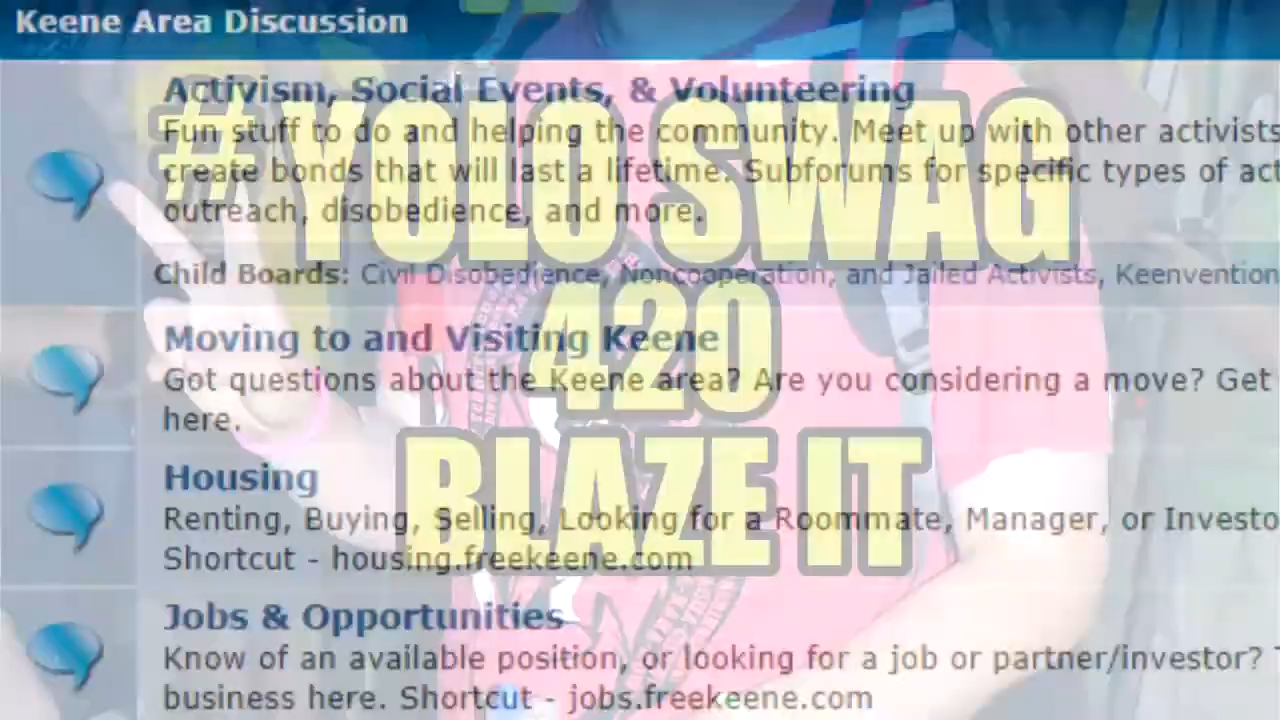 Keene Area Discussion
Activism, Social Events, & Volunteering
Fun stuff to do and helping the community. Meet up with other activists
create bonds that will last a lifetime. Subforums for specific types of act
outreach, disobedience, and more.
Child Boards: Civil Disobedience, Noncooperation, and Jailed Activists, Keenevention
Moving to and Visiting Keene
Got questions about the Keene area? Are you considering a move? Get
here.
Housing
Renting, Buying, Selling, Looking for a Roommate, Manager, or Investo
Shortcut - housing.freekeene.com
Jobs & Opportunities
Know of an available position, or looking for a job or partner/investor? T
business here. Shortcut - jobs.freekeene.com
#YOLO SWAG
420
BLAZE IT